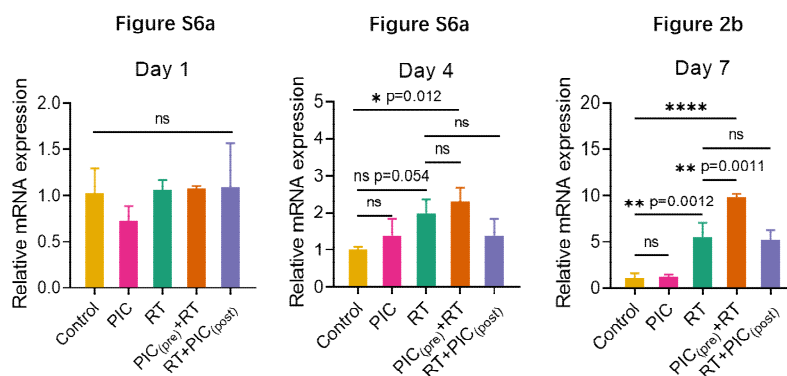 Figure S6a
Day 1
Relative mRNA expression
2.0
1.5
1.0
0.5
0.0
ns
Control
PIC
RT
PIC(pre)+RT
RT+PIC(post)
Figure S6a
Day 4
Relative mRNA expression
5
4
3
2
1
0
* p=0.012
ns
ns
ns p=0.054
ns
Control
PIC
RT
PIC(pre)+RT
RT+PIC(post)
Figure 2b
Day 7
Relative mRNA expression
20
15
10
5
0
****
ns
** p=0.0011
** p=0.0012
ns
Control
PIC
RT
PIC(pre)+RT
RT+PIC(post)